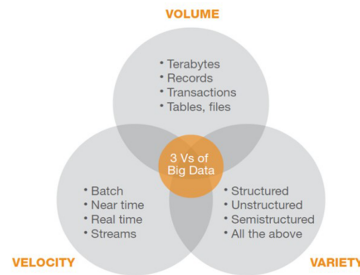 VOLUME
• Terabytes
• Records
• Transactions
• Tables, files
3 Vs of
Big Data
• Batch
• Near time
• Real time
• Streams
• Structured
• Unstructured
• Semistructured
• All the above
VELOCITY
VARIETY